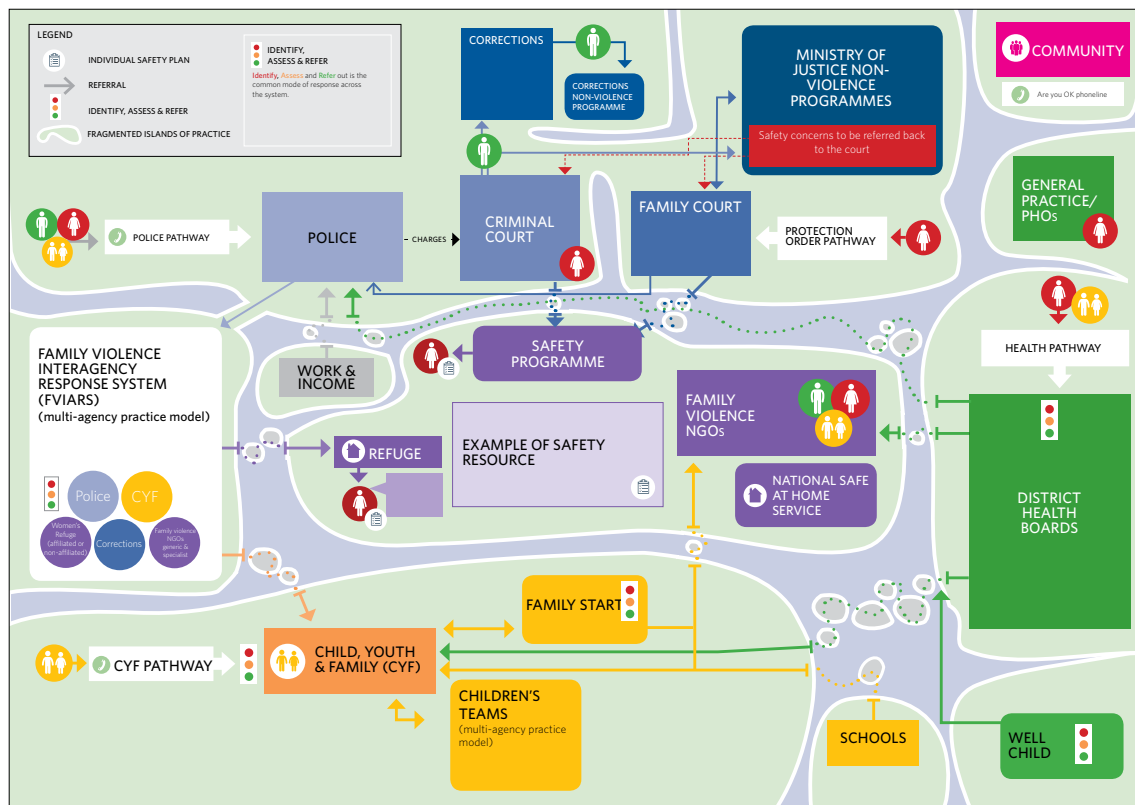 LEGEND
INDIVIDUAL SAFETY PLAN
REFERRAL
IDENTIFY, ASSESS & REFER
FRAGMENTED ISLANDS OF PRACTICE
IDENTIFY,
ASSESS & REFER
Identify, Assess and Refer out is the
common mode of response across
the system.
CORRECTIONS
CORRECTIONS
NON-VIOLENCE
PROGRAMME
MINISTRY OF
JUSTICE NON-
VIOLENCE
PROGRAMMES
Safety concerns to be referred back
to the court
COMMUNITY
Are you OK phoneline
GENERAL
PRACTICE/
PHOs
POLICE PATHWAY
POLICE
CHARGES
CRIMINAL
COURT
FAMILY COURT
PROTECTION
ORDER PATHWAY
HEALTH PATHWAY
FAMILY VIOLENCE
INTERAGENCY
RESPONSE SYSTEM
(FVIARS)
(multi-agency practice model)
Police
CYF
Women's
Refuge
(affiliated or
non-affiliated)
Corrections
Family violence
NGOs
generic &
specialist
WORK &
INCOME
SAFETY
PROGRAMME
REFUGE
EXAMPLE OF SAFETY
RESOURCE
FAMILY
VIOLENCE
NGOs
NATIONAL SAFE
AT HOME
SERVICE
DISTRICT
HEALTH
BOARDS
FAMILY START
CYF PATHWAY
CHILD, YOUTH
& FAMILY (CYF)
CHILDREN'S
TEAMS
(multi-agency practice
model)
SCHOOLS
WELL
CHILD